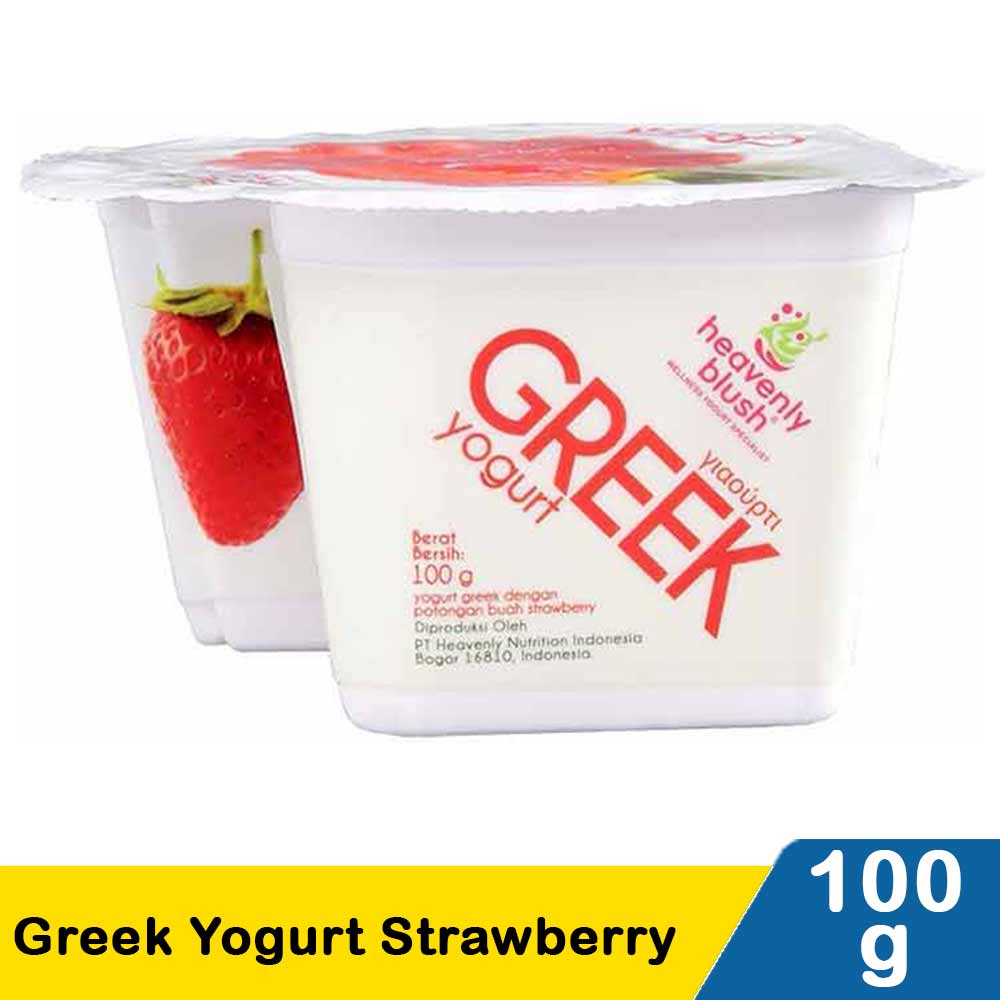 heavenly
blush®
WELLNESS YOGURT SPECIALIST
GREEK
yogurt
γιαούρτι
Berat
Bersih:
100 g
yogurt greek dengan
potongan buah strawberry
Diproduksi Oleh
PT Heavenly Nutrition Indonesia
Bogor 16810, Indonesia.
Greek Yogurt Strawberry
100
g